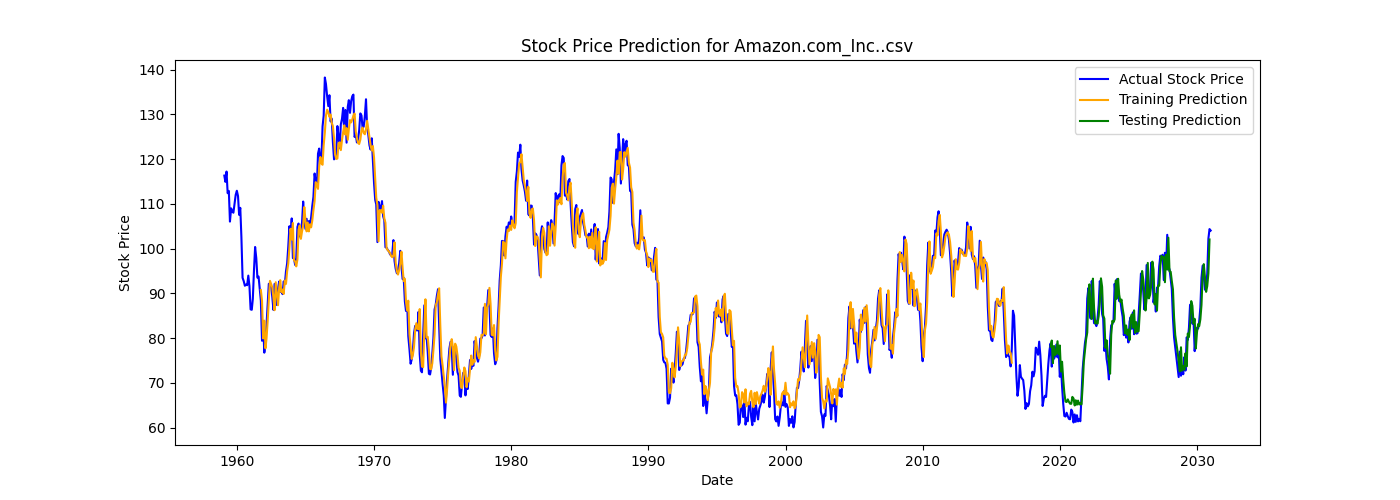 Stock Price Prediction for Amazon.com_Inc..csv
Actual Stock Price
Training Prediction
Testing Prediction
Stock Price
140
130
120
110
100
90
80
70
60
1960 1970 1980 1990 2000 2010 2020 2030
Date